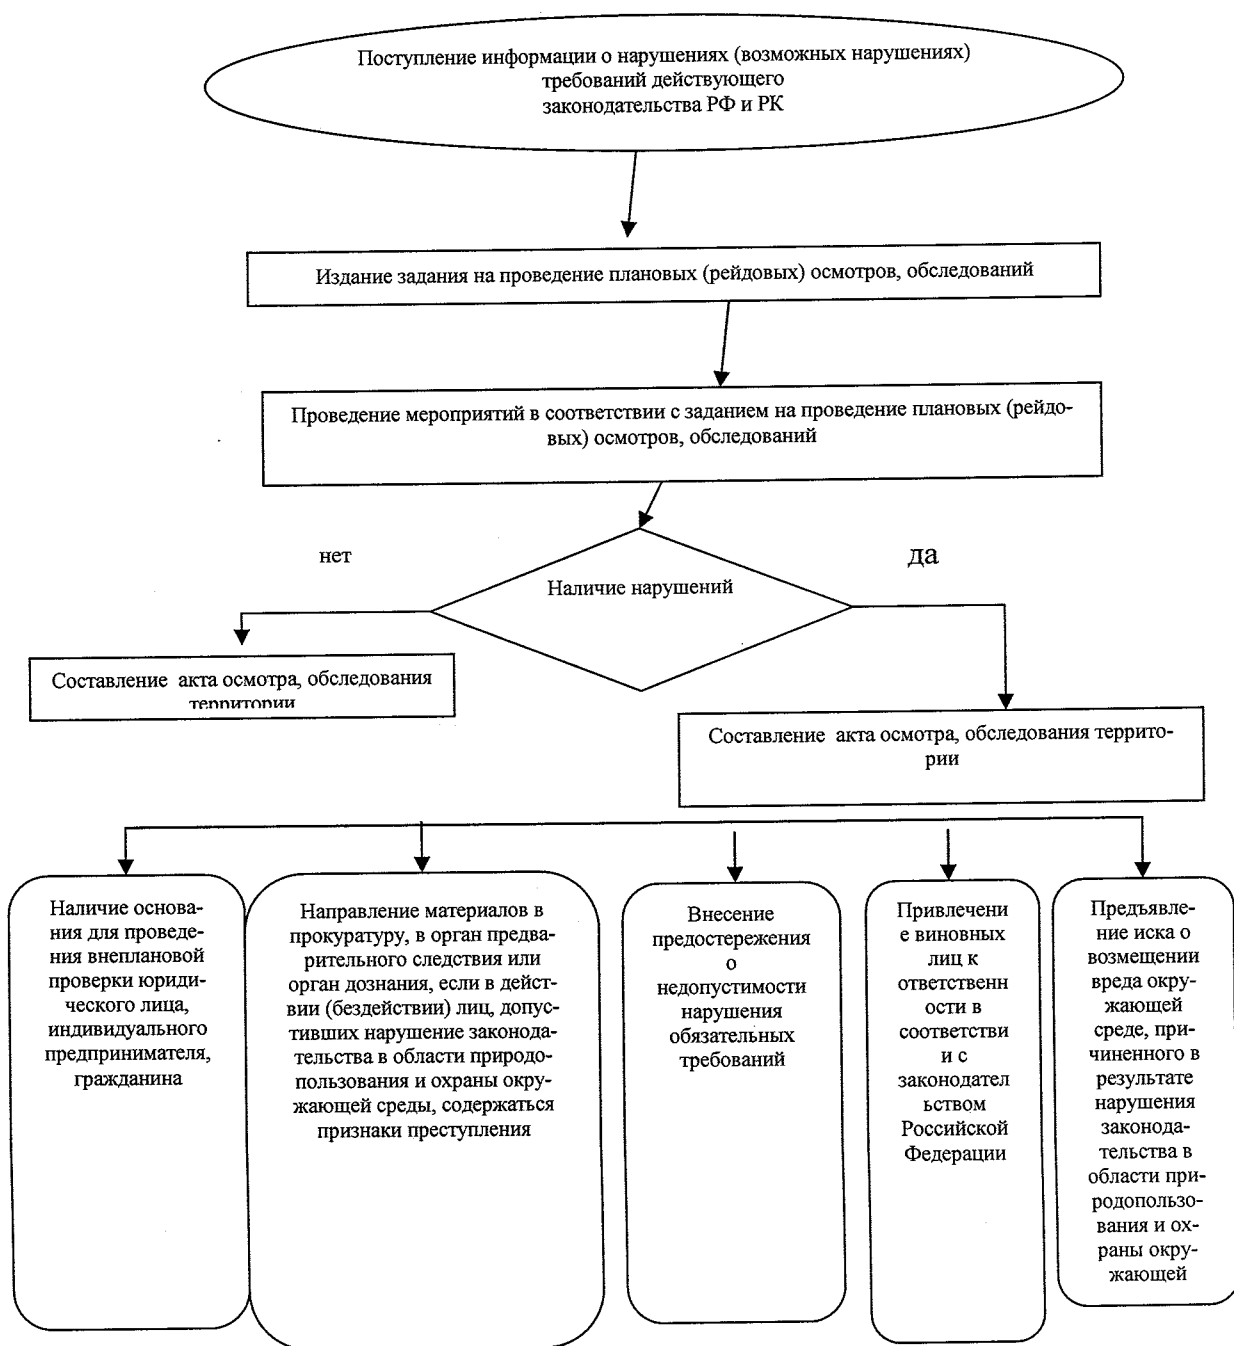 Поступление информации о нарушениях (возможных нарушениях)
требований действующего
законодательства РФ и РК
Издание задания на проведение плановых (рейдовых) осмотров, обследований
Проведение мероприятий в соответствии с заданием на проведение плановых (рейдо-
вых) осмотров, обследований
нет
да
Наличие нарушений
Составление акта осмотра, обследования
территории
Составление акта осмотра, обследования террито-
рии
Наличие основа-
ния для проведе-
ния внеплановой
проверки юриди-
ческого лица,
индивидуального
предпринимателя,
гражданина
Направление материалов в
прокуратуру, в орган предва-
рительного следствия или
орган дознания, если в дейст-
вии (бездействии) лиц, допус-
тивших нарушение законода-
тельства в области природо-
пользования и охраны окру-
жающей среды, содержаться
признаки преступления
Внесение
предостережения
о
недопустимости
нарушения
обязательных
требований
Привлечени
е виновных
лиц к
ответственн
ости в
соответстви
и с
законодател
ьством
Российской
Федерации
Предъявле-
ние иска о
возмещении
вреда окру-
жающей
среде, при-
чиненного в
результате
нарушения
законода-
тельства в
области при-
родопользо-
вания и ох-
раны окру-
жающей